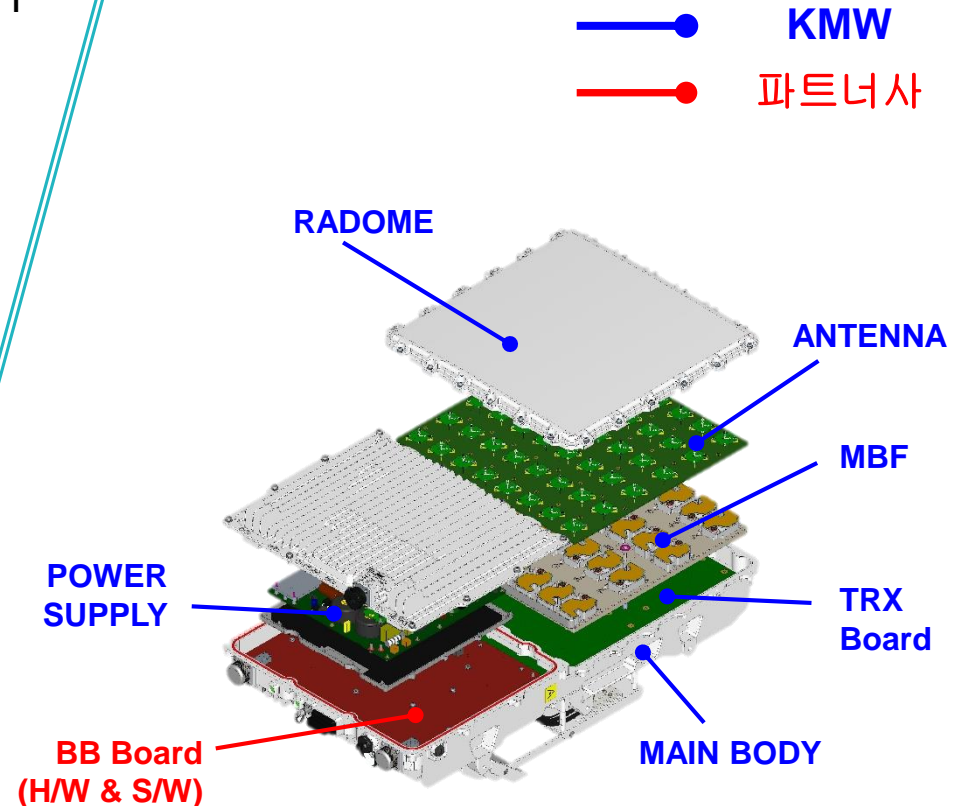 KMW
파트너사
RADOME
ANTENNA
MBF
POWER
SUPPLY
TRX
Board
MAIN BODY
BB Board
(H/W & S/W)